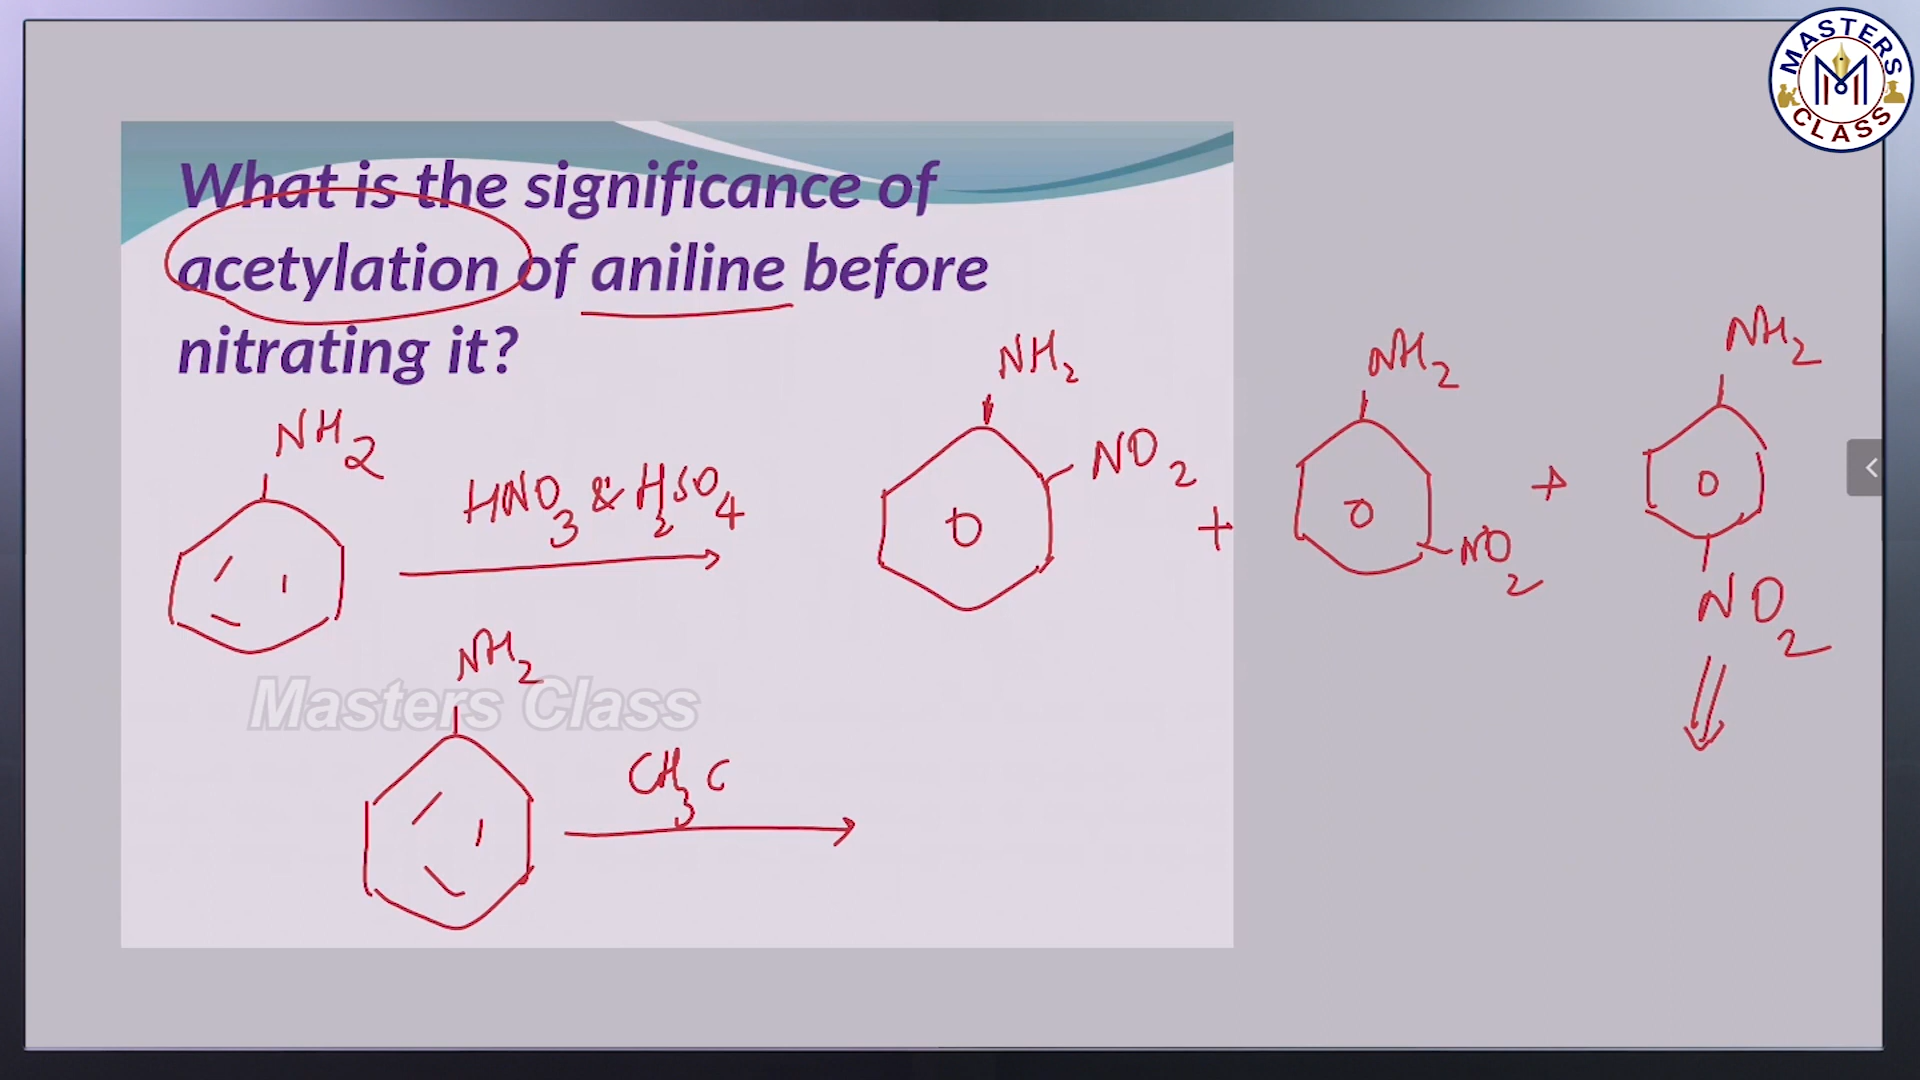 MASTERS CLASS
What is the significance of
acetylation of aniline before
nitrating it?
NH2
HNO3 & H2SO4
NH2
NO2
+
NH2
NO2
+
NH2
NO2
Masters Class
NH2
CH3C